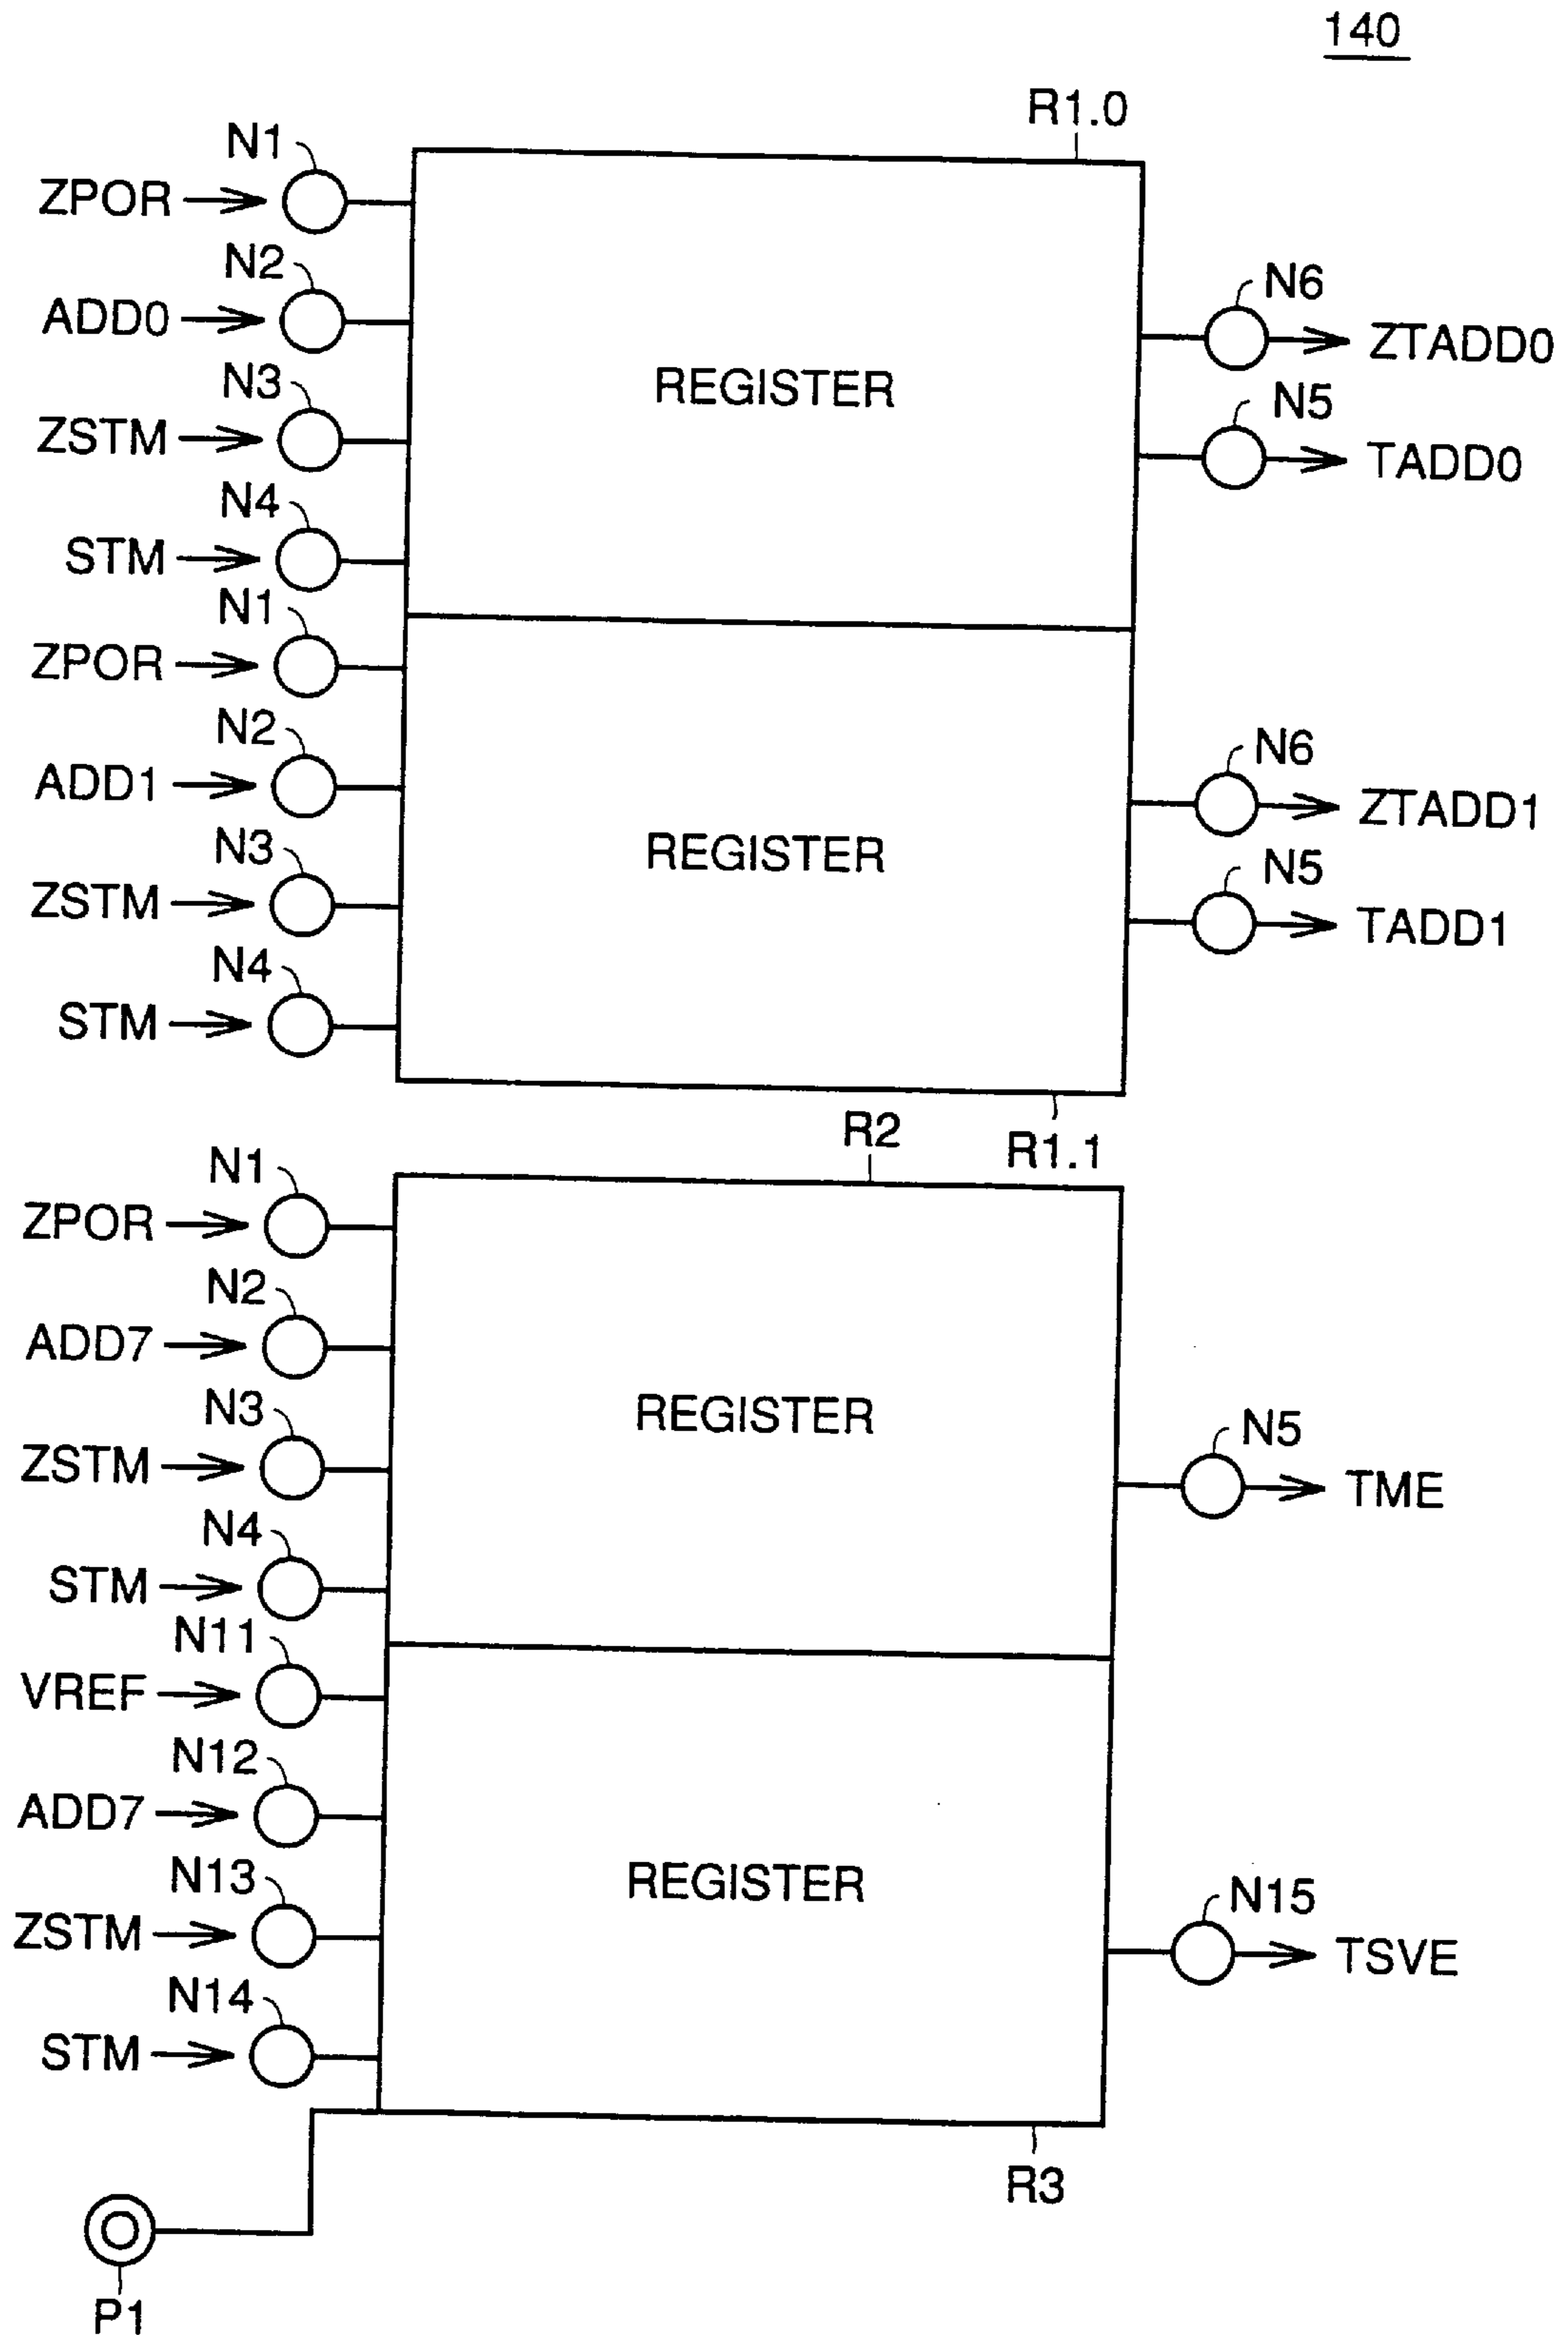 140
R1.0
N1
ZPOR
N2
ADD0
N3
ZSTM
N4
STM
REGISTER
N6
ZTADD0
N5
TADD0
N1
ZPOR
N2
ADD1
N3
ZSTM
N4
STM
REGISTER
N6
ZTADD1
N5
TADD1
R1.1
R2
N1
ZPOR
N2
ADD7
N3
ZSTM
N4
STM
REGISTER
N5
TME
N11
VREF
N12
ADD7
N13
ZSTM
N14
STM
REGISTER
N15
TSVE
R3
P1